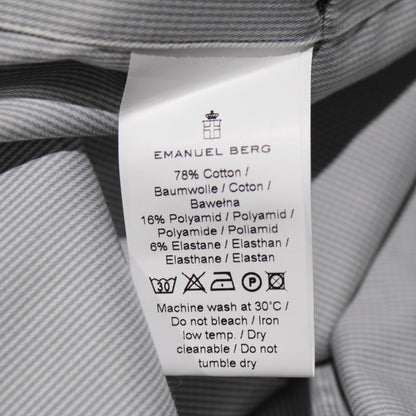 EMANUEL BERG
78% Cotton /
Baumwolle / Coton /
Bawełna
16% Polyamid / Polyamid /
Polyamide / Poliamid
6% Elastane / Elasthan /
Elasthane / Elastan
30 P
Machine wash at 30°C /
Do not bleach / Iron
low temp. / Dry
cleanable / Do not
tumble dry